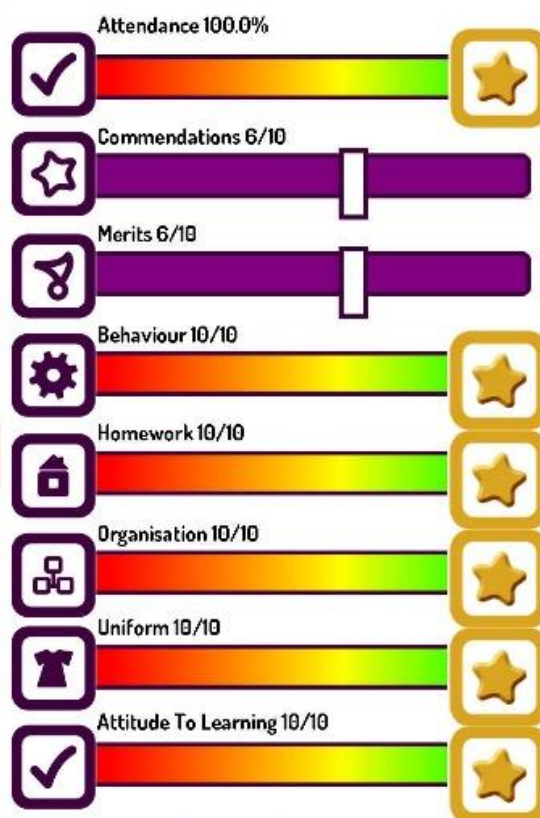 Attendance 100.0%
Commendations 6/10
Merits 6/10
Behaviour 10/10
Homework 10/10
Organisation 10/10
Uniform 10/10
Attitude To Learning 10/10